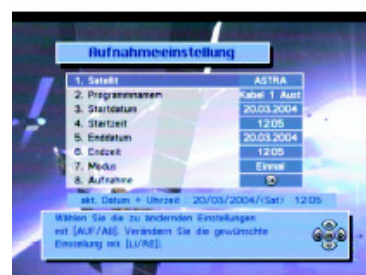 Aufnahmeeinstellung
1. Satellit ASTRA
2. Programmnamen Kabel 1 Aust
3. Startdatum 20.03.2004
4. Startzeit 12:05
5. Enddatum 20.03.2004
6. Endzeit 12:05
7. Modus Einmal
8. Aufnahme
akt. Datum + Uhrzeit : 20/03/2004/(Sat) 12:05
Wählen Sie die zu ändernden Einstellungen
mit [AUF/AB]. Verändern Sie die gewünschte
Einstellung mit [LI/RE].